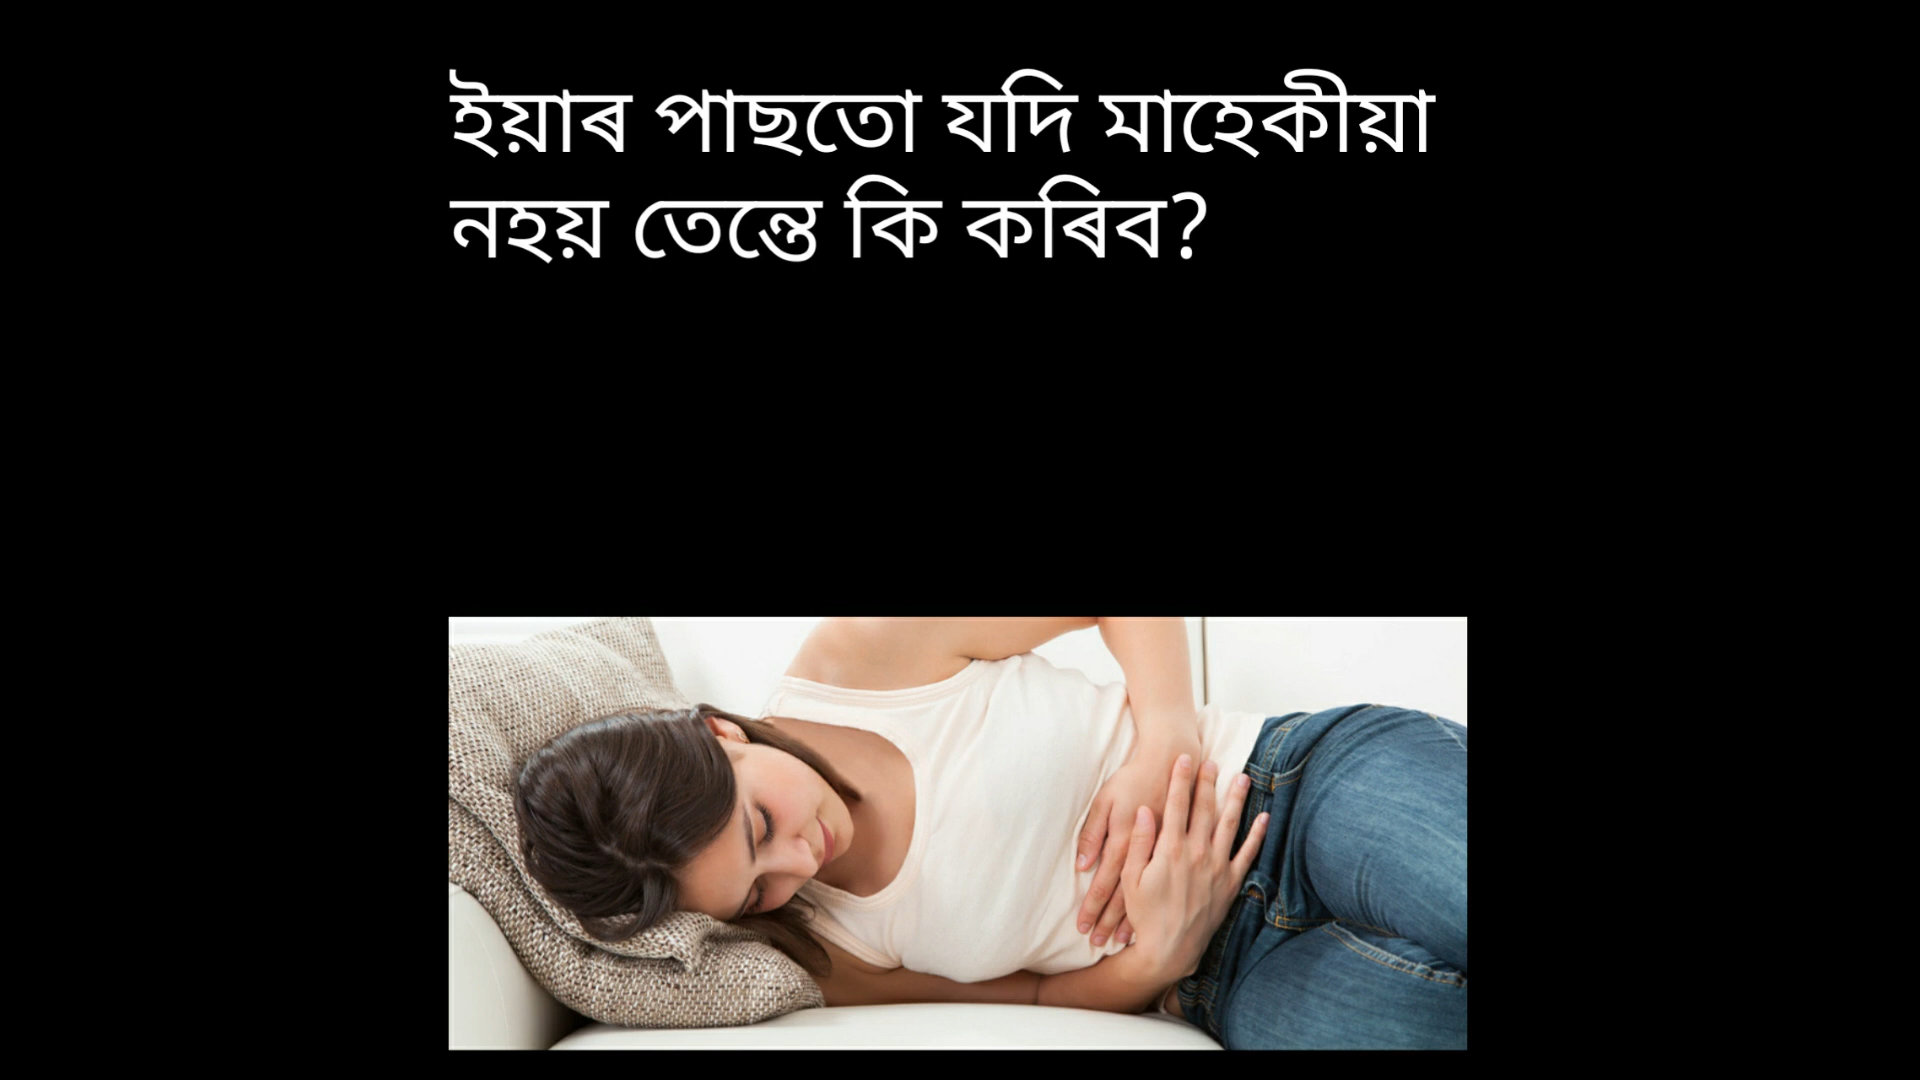 ইয়াৰ পাছতো যদি মাহেকীয়া
নহয় তেন্তে কি কৰিব?